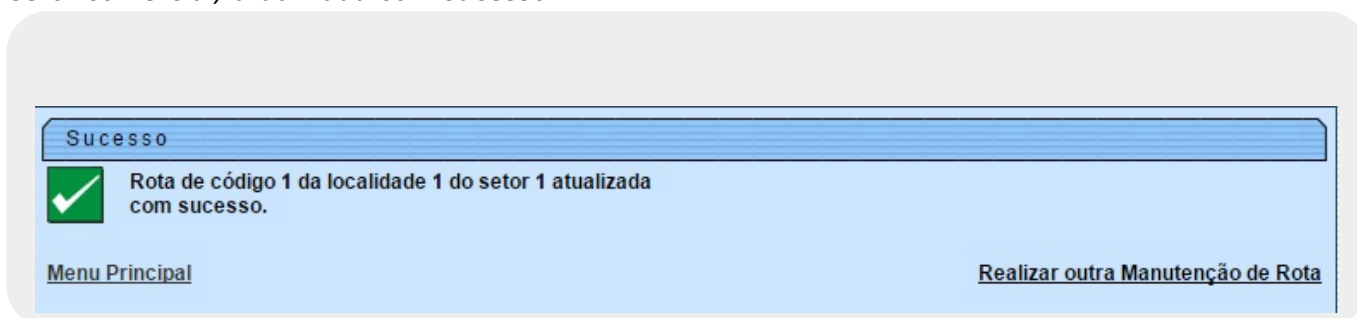 Sucesso
Rota de código 1 da localidade 1 do setor 1 atualizada
com sucesso.
Menu Principal
Realizar outra Manutenção de Rota